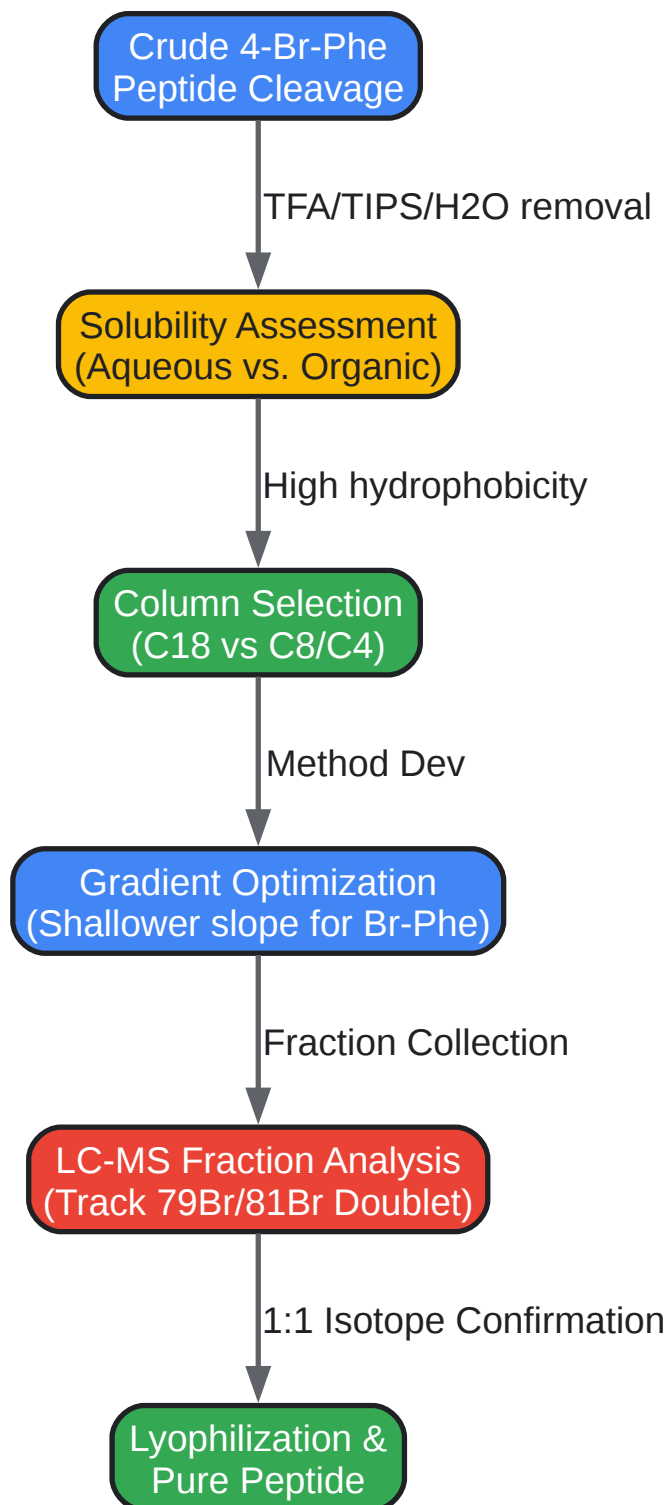 Crude 4-Br-Phe
Peptide Cleavage
TFA/TIPS/H2O removal
Solubility Assessment
(Aqueous vs. Organic)
High hydrophobicity
Column Selection
(C18 vs C8/C4)
Method Dev
Gradient Optimization
(Shallower slope for Br-Phe)
Fraction Collection
LC-MS Fraction Analysis
(Track 79Br/81Br Doublet)
1:1 Isotope Confirmation
Lyophilization &
Pure Peptide